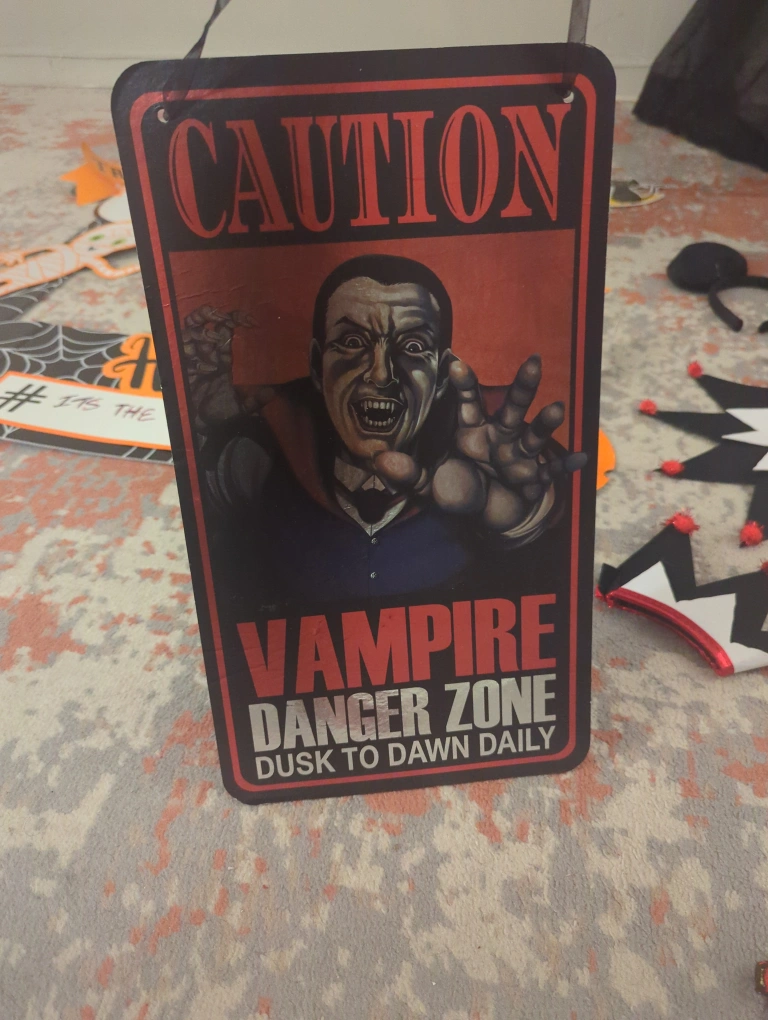 CAUTION
VAMPIRE
DANGER ZONE
DUSK TO DAWN DAILY
# ITS THE